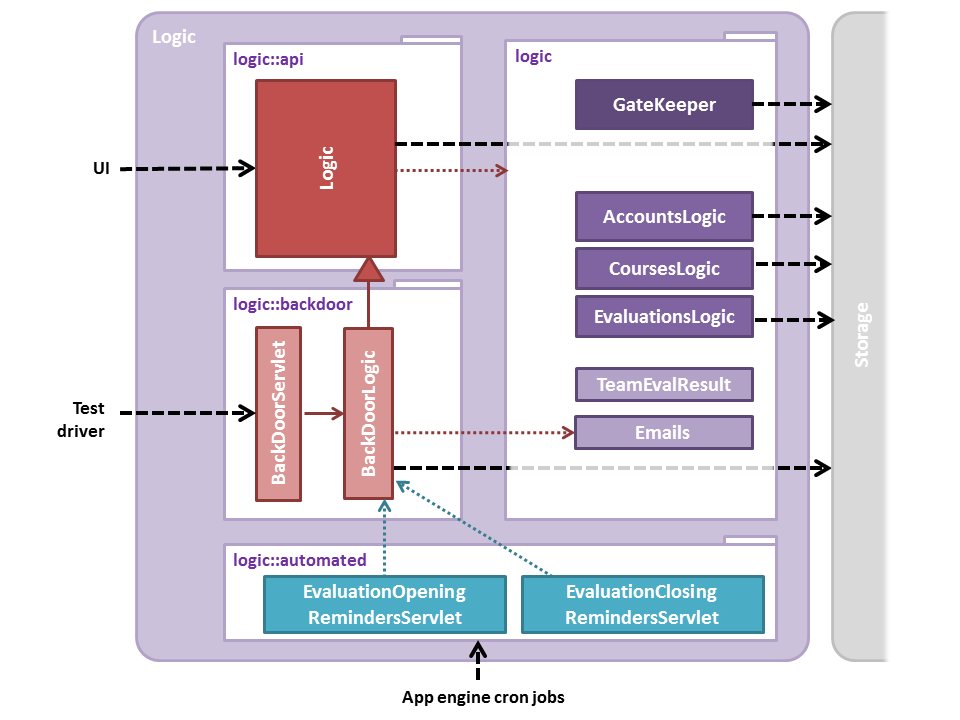 Logic
logic::api
logic
GateKeeper
UI
Logic
AccountsLogic
CoursesLogic
EvaluationsLogic
Storage
logic::backdoor
BackDoorServlet
BackDoorLogic
TeamEvalResult
Emails
Test
driver
logic::automated
EvaluationOpening
RemindersServlet
EvaluationClosing
RemindersServlet
App engine cron jobs